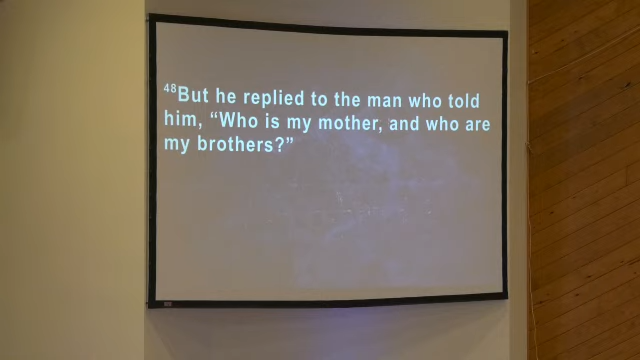 ⁴⁸But he replied to the man who told
him, “Who is my mother, and who are
my brothers?”